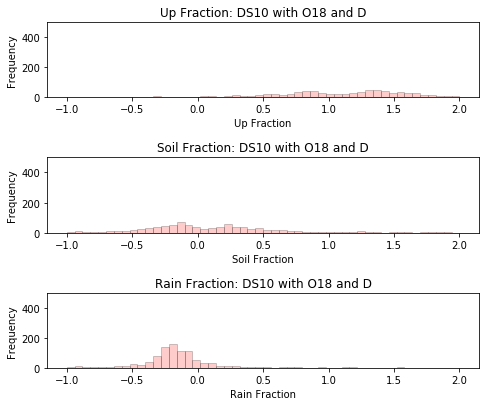 Up Fraction: DS10 with O18 and D
400
200
0
Frequency
−1.0 −0.5 0.0 0.5 1.0 1.5 2.0
Up Fraction
Soil Fraction: DS10 with O18 and D
400
200
0
Frequency
−1.0 −0.5 0.0 0.5 1.0 1.5 2.0
Soil Fraction
Rain Fraction: DS10 with O18 and D
400
200
0
Frequency
−1.0 −0.5 0.0 0.5 1.0 1.5 2.0
Rain Fraction